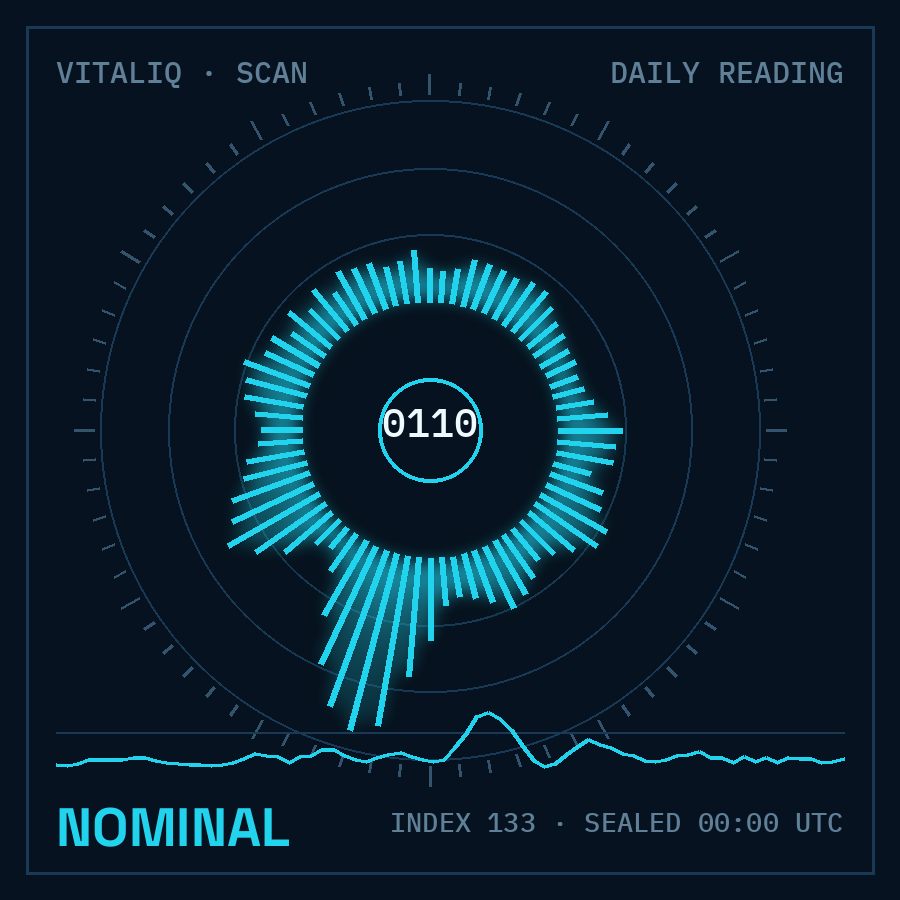 VITALIQ · SCAN
DAILY READING
0110
NOMINAL
INDEX 133 · SEALED 00:00 UTC